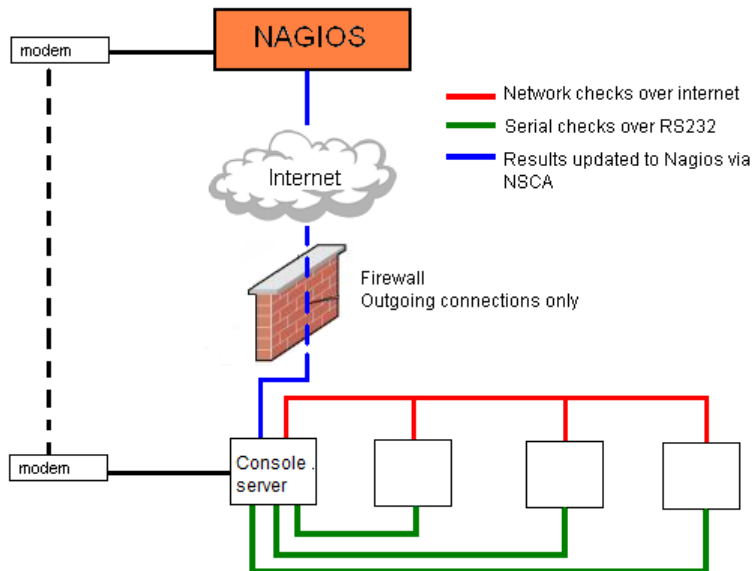 NAGIOS
modem
Network checks over internet
Serial checks over RS232
Results updated to Nagios via
NSCA
Internet
Firewall
Outgoing connections only
modem
Console .
server